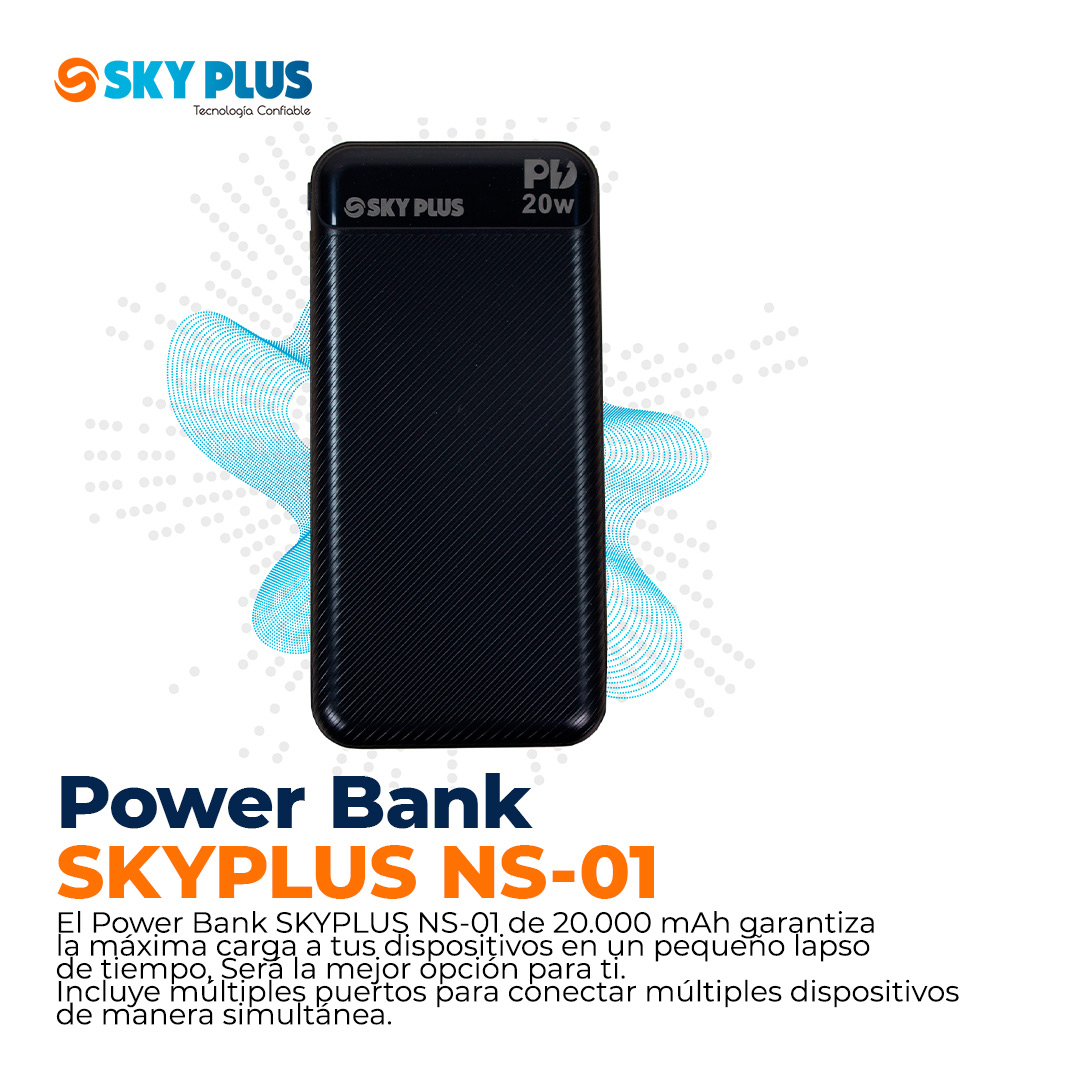 SKY PLUS
Tecnología Confiable
PD
SKY PLUS
20w
Power Bank
SKYPLUS NS-01
El Power Bank SKYPLUS NS-01 de 20.000 mAh garantiza
la máxima carga a tus dispositivos en un pequeño lapso
de tiempo, Será la mejor opción para ti.
Incluye múltiples puertos para conectar múltiples dispositivos
de manera simultánea.